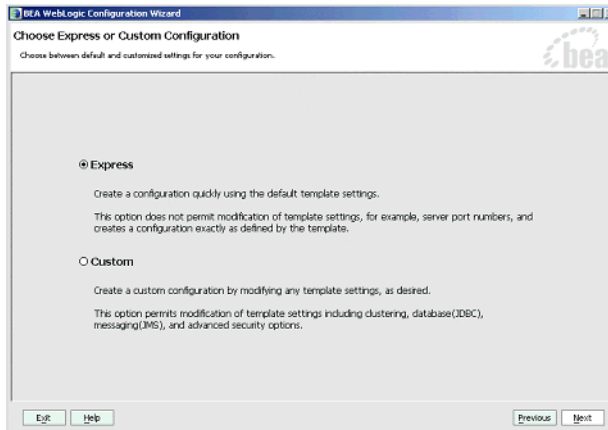 BEA WebLogic Configuration Wizard
Choose Express or Custom Configuration
Choose between default and customized settings for your configuration.
bea
Express
Create a configuration quickly using the default template settings.
This option does not permit modification of template settings, for example, server port numbers, and
creates a configuration exactly as defined by the template.
Custom
Create a custom configuration by modifying any template settings, as desired.
This option permits modification of template settings including clustering, database(JDBC),
messaging(JMS), and advanced security options.
Exit Help Previous Next